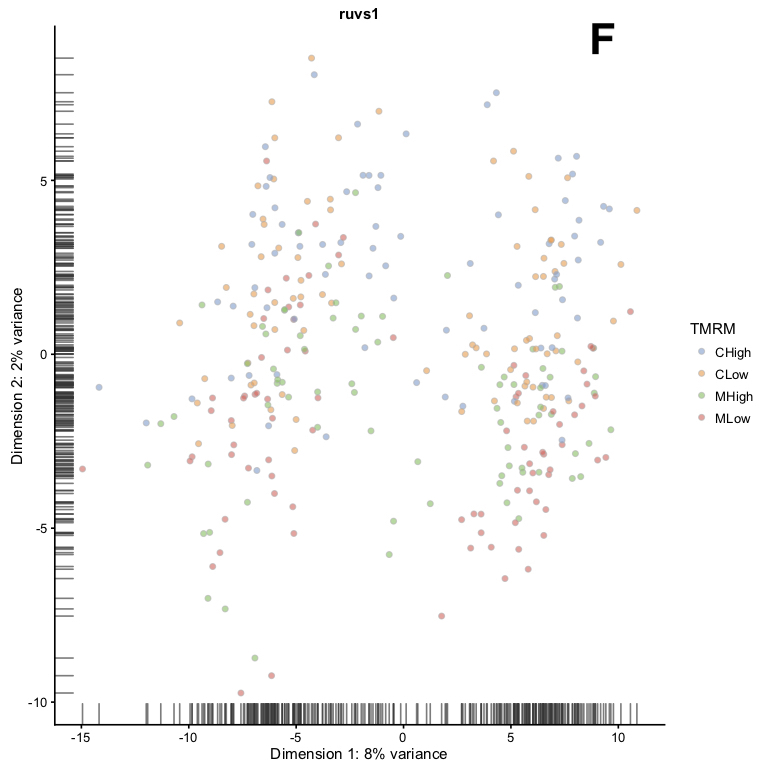 ruvs1
F
Dimension 2: 2% variance
5
0
-5
-10
-15
-10
-5
0
5
10
Dimension 1: 8% variance
TMRM
CHigh
CLow
MHigh
MLow